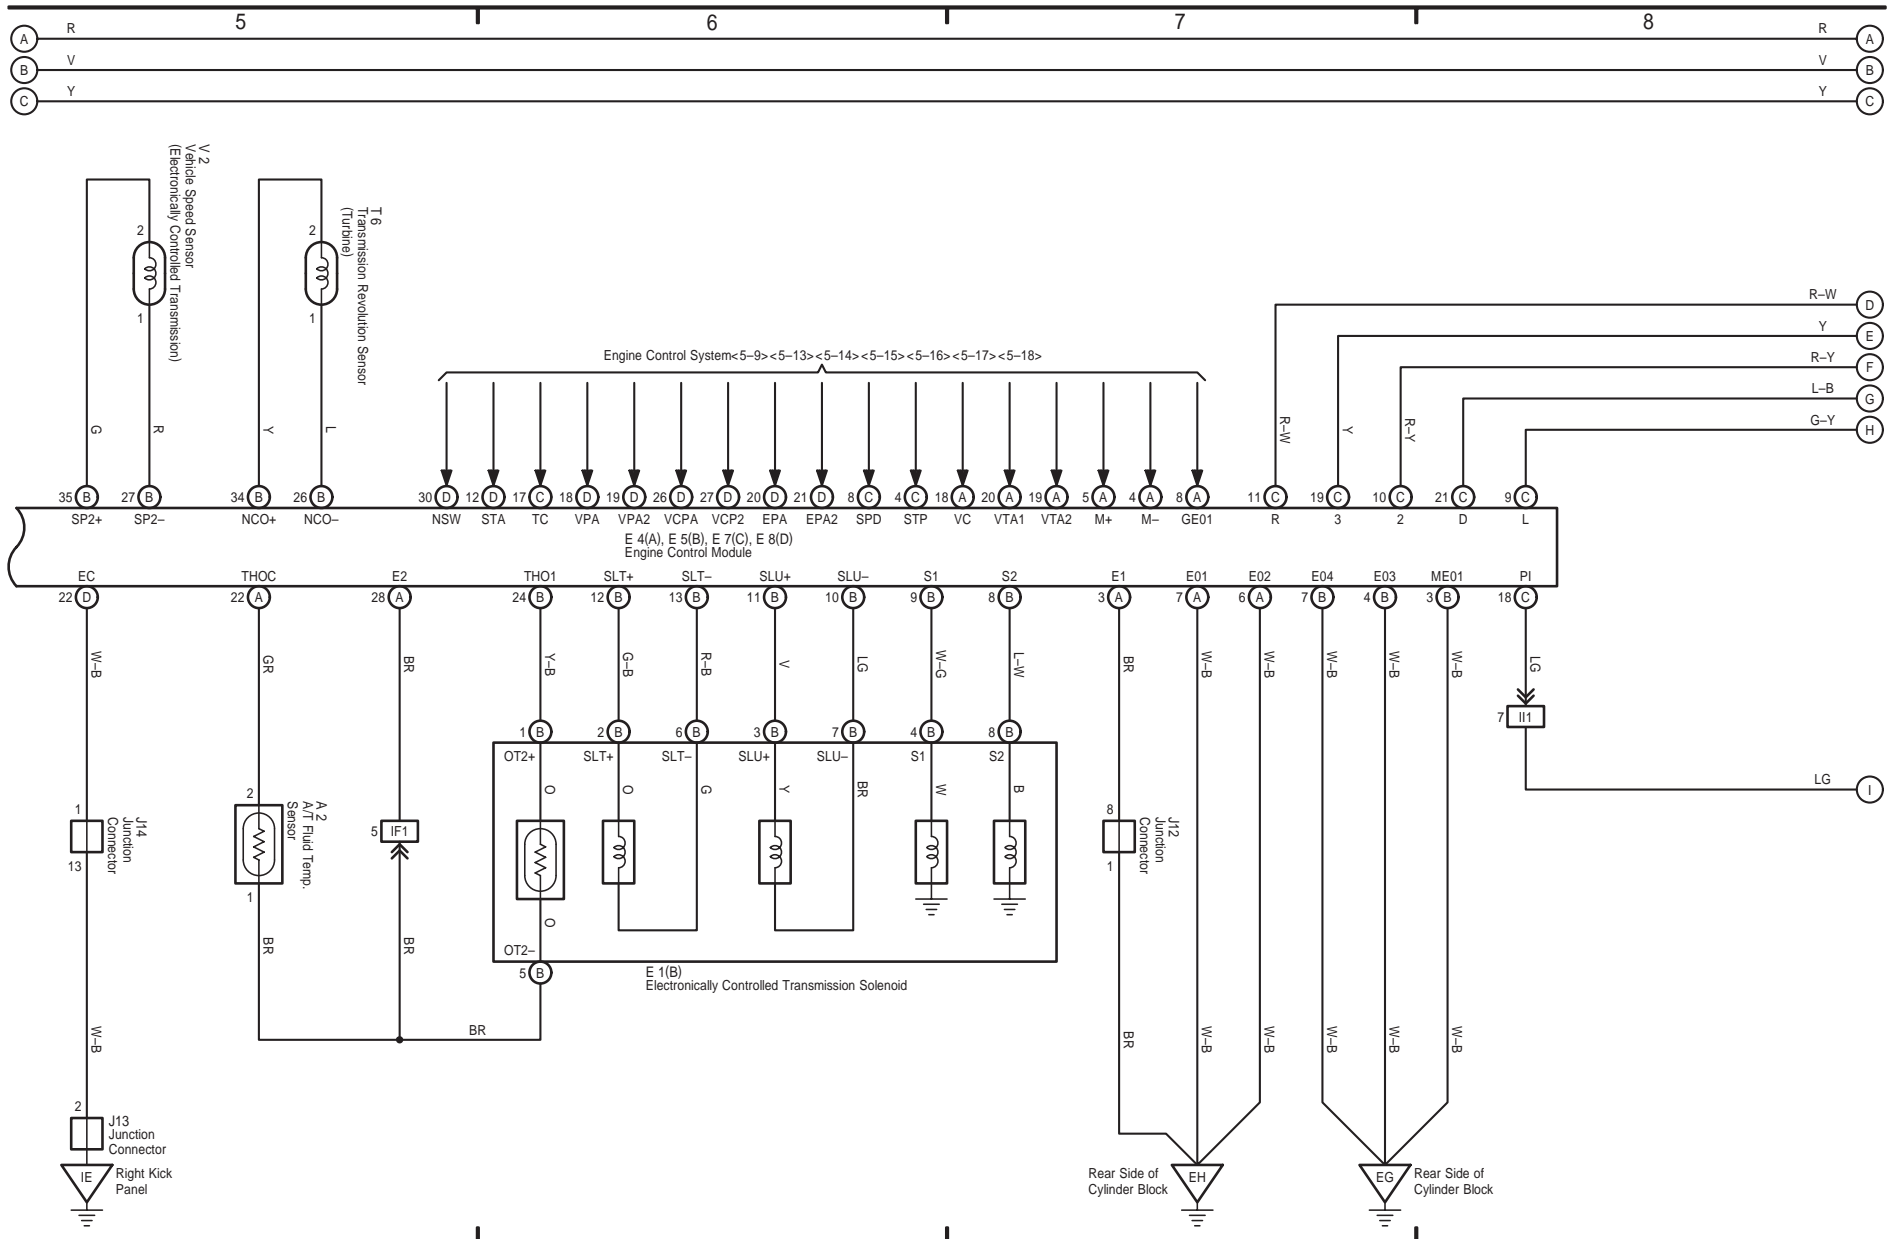 5 6 7 8
A R R A
B V V B
C Y Y C
V 2
Vehicle Speed Sensor
(Electronically Controlled Transmission)
T 6
Transmission Revolution Sensor
(Turbine)
2 2
1 1
R–W D
Y E
R–Y F
L–B G
G–Y H
Engine Control System<5–9><5–13><5–14><5–15><5–16><5–17><5–18>
G R Y L R–W Y R–Y
35 B 27 B 34 B 26 B 30 D 12 D 17 C 18 D 19 D 26 D 27 D 20 D 21 D 8 C 4 C 18 A 20 A 19 A 5 A 4 A 8 A 11 C 19 C 10 C 21 C 9 C
SP2+ SP2– NCO+ NCO– NSW STA TC VPA VPA2 VCPA VCP2 EPA EPA2 SPD STP VC VTA1 VTA2 M+ M– GE01 R 3 2 D L
E 4(A), E 5(B), E 7(C), E 8(D)
Engine Control Module
EC THOC E2 THO1 SLT+ SLT– SLU+ SLU– S1 S2 E1 E01 E02 E04 E03 ME01 PI
22 D 22 A 28 A 24 B 12 B 13 B 11 B 10 B 9 B 8 B 3 A 7 A 6 A 7 B 4 B 3 B 18 C
W–B GR BR Y–B G–B R–B V LG W–G L–W BR W–B W–B W–B W–B W–B LG
7 II1
1 B 2 B 6 B 3 B 7 B 4 B 8 B
OT2+ SLT+ SLT– SLU+ SLU– S1 S2
O O G Y BR W B
LG I
1
J14
Junction
Connector
13
2
A 2
A/T Fluid Temp.
Sensor
1
5 IF1
8
J12
Junction
Connector
1
O
OT2–
5 B
BR BR
E 1(B)
Electronically Controlled Transmission Solenoid
BR
W–B BR W–B W–B W–B W–B W–B
2
J13
Junction
Connector
IE
Right Kick
Panel
Rear Side of
Cylinder Block
EH
EG
Rear Side of
Cylinder Block